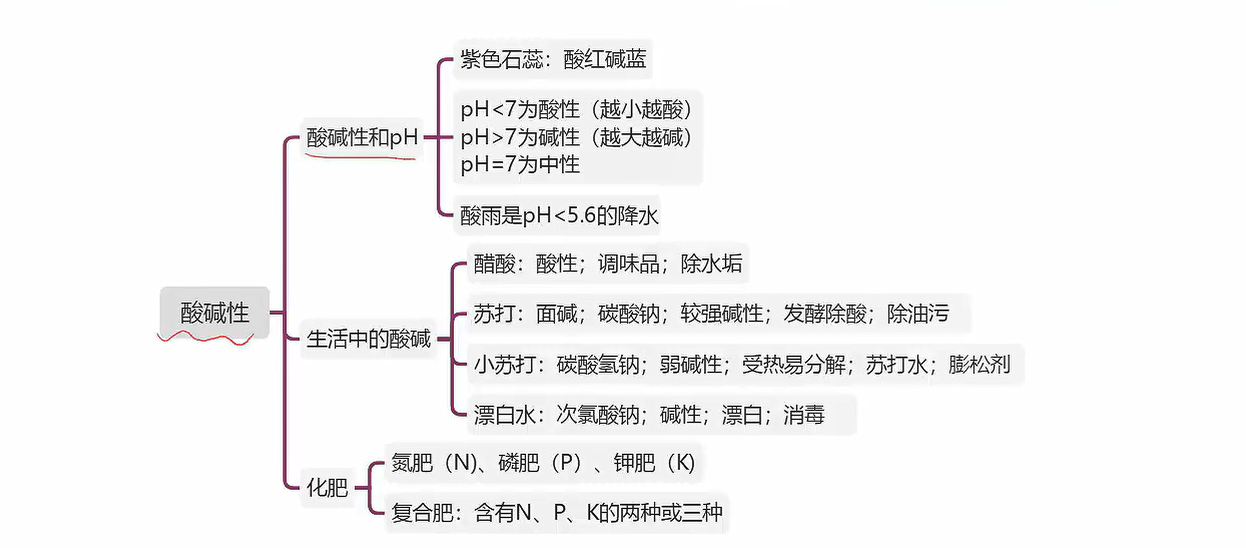 酸碱性
酸碱性和pH
紫色石蕊：酸红碱蓝
pH<7为酸性（越小越酸）
pH>7为碱性（越大越碱）
pH=7为中性
酸雨是pH<5.6的降水
生活中的酸碱
醋酸：酸性；调味品；除水垢
苏打：面碱；碳酸钠；较强碱性；发酵除酸；除油污
小苏打：碳酸氢钠；弱碱性；受热易分解；苏打水；膨松剂
漂白水：次氯酸钠；碱性；漂白；消毒
化肥
氮肥（N)、磷肥（P）、钾肥（K)
复合肥：含有N、P、K的两种或三种